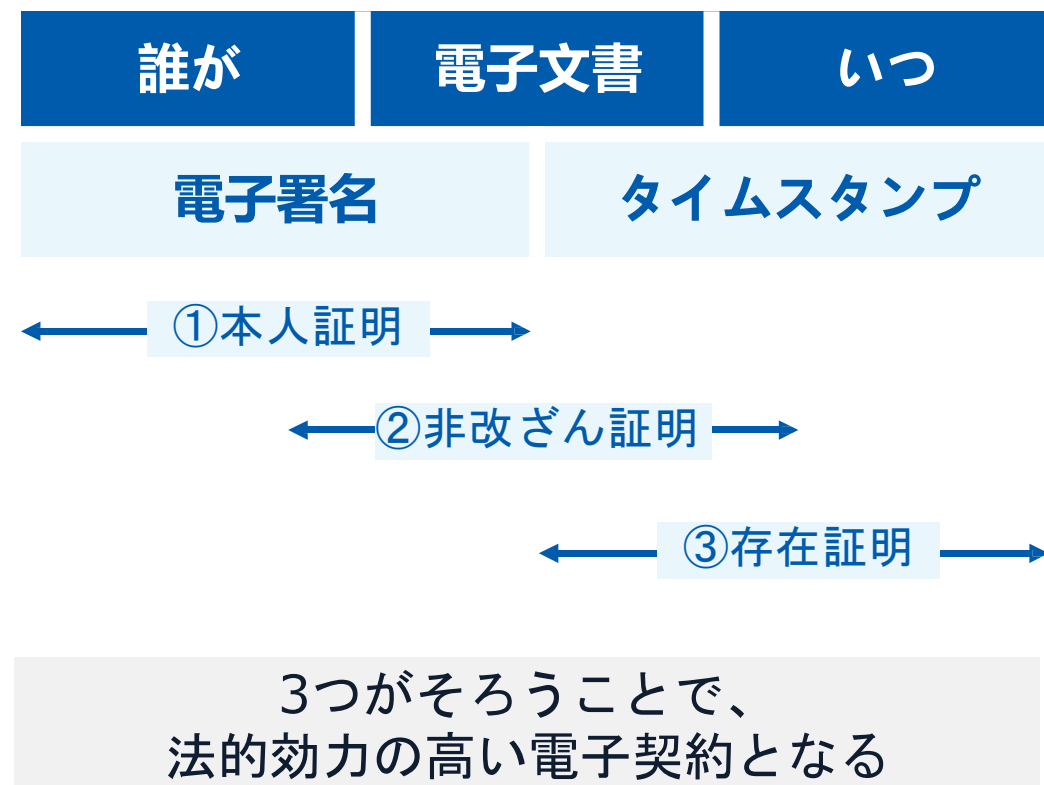 誰が
電子文書
いつ
電子署名
タイムスタンプ
①本人証明
②非改ざん証明
③存在証明
3つがそろうことで、
法的効力の高い電子契約となる